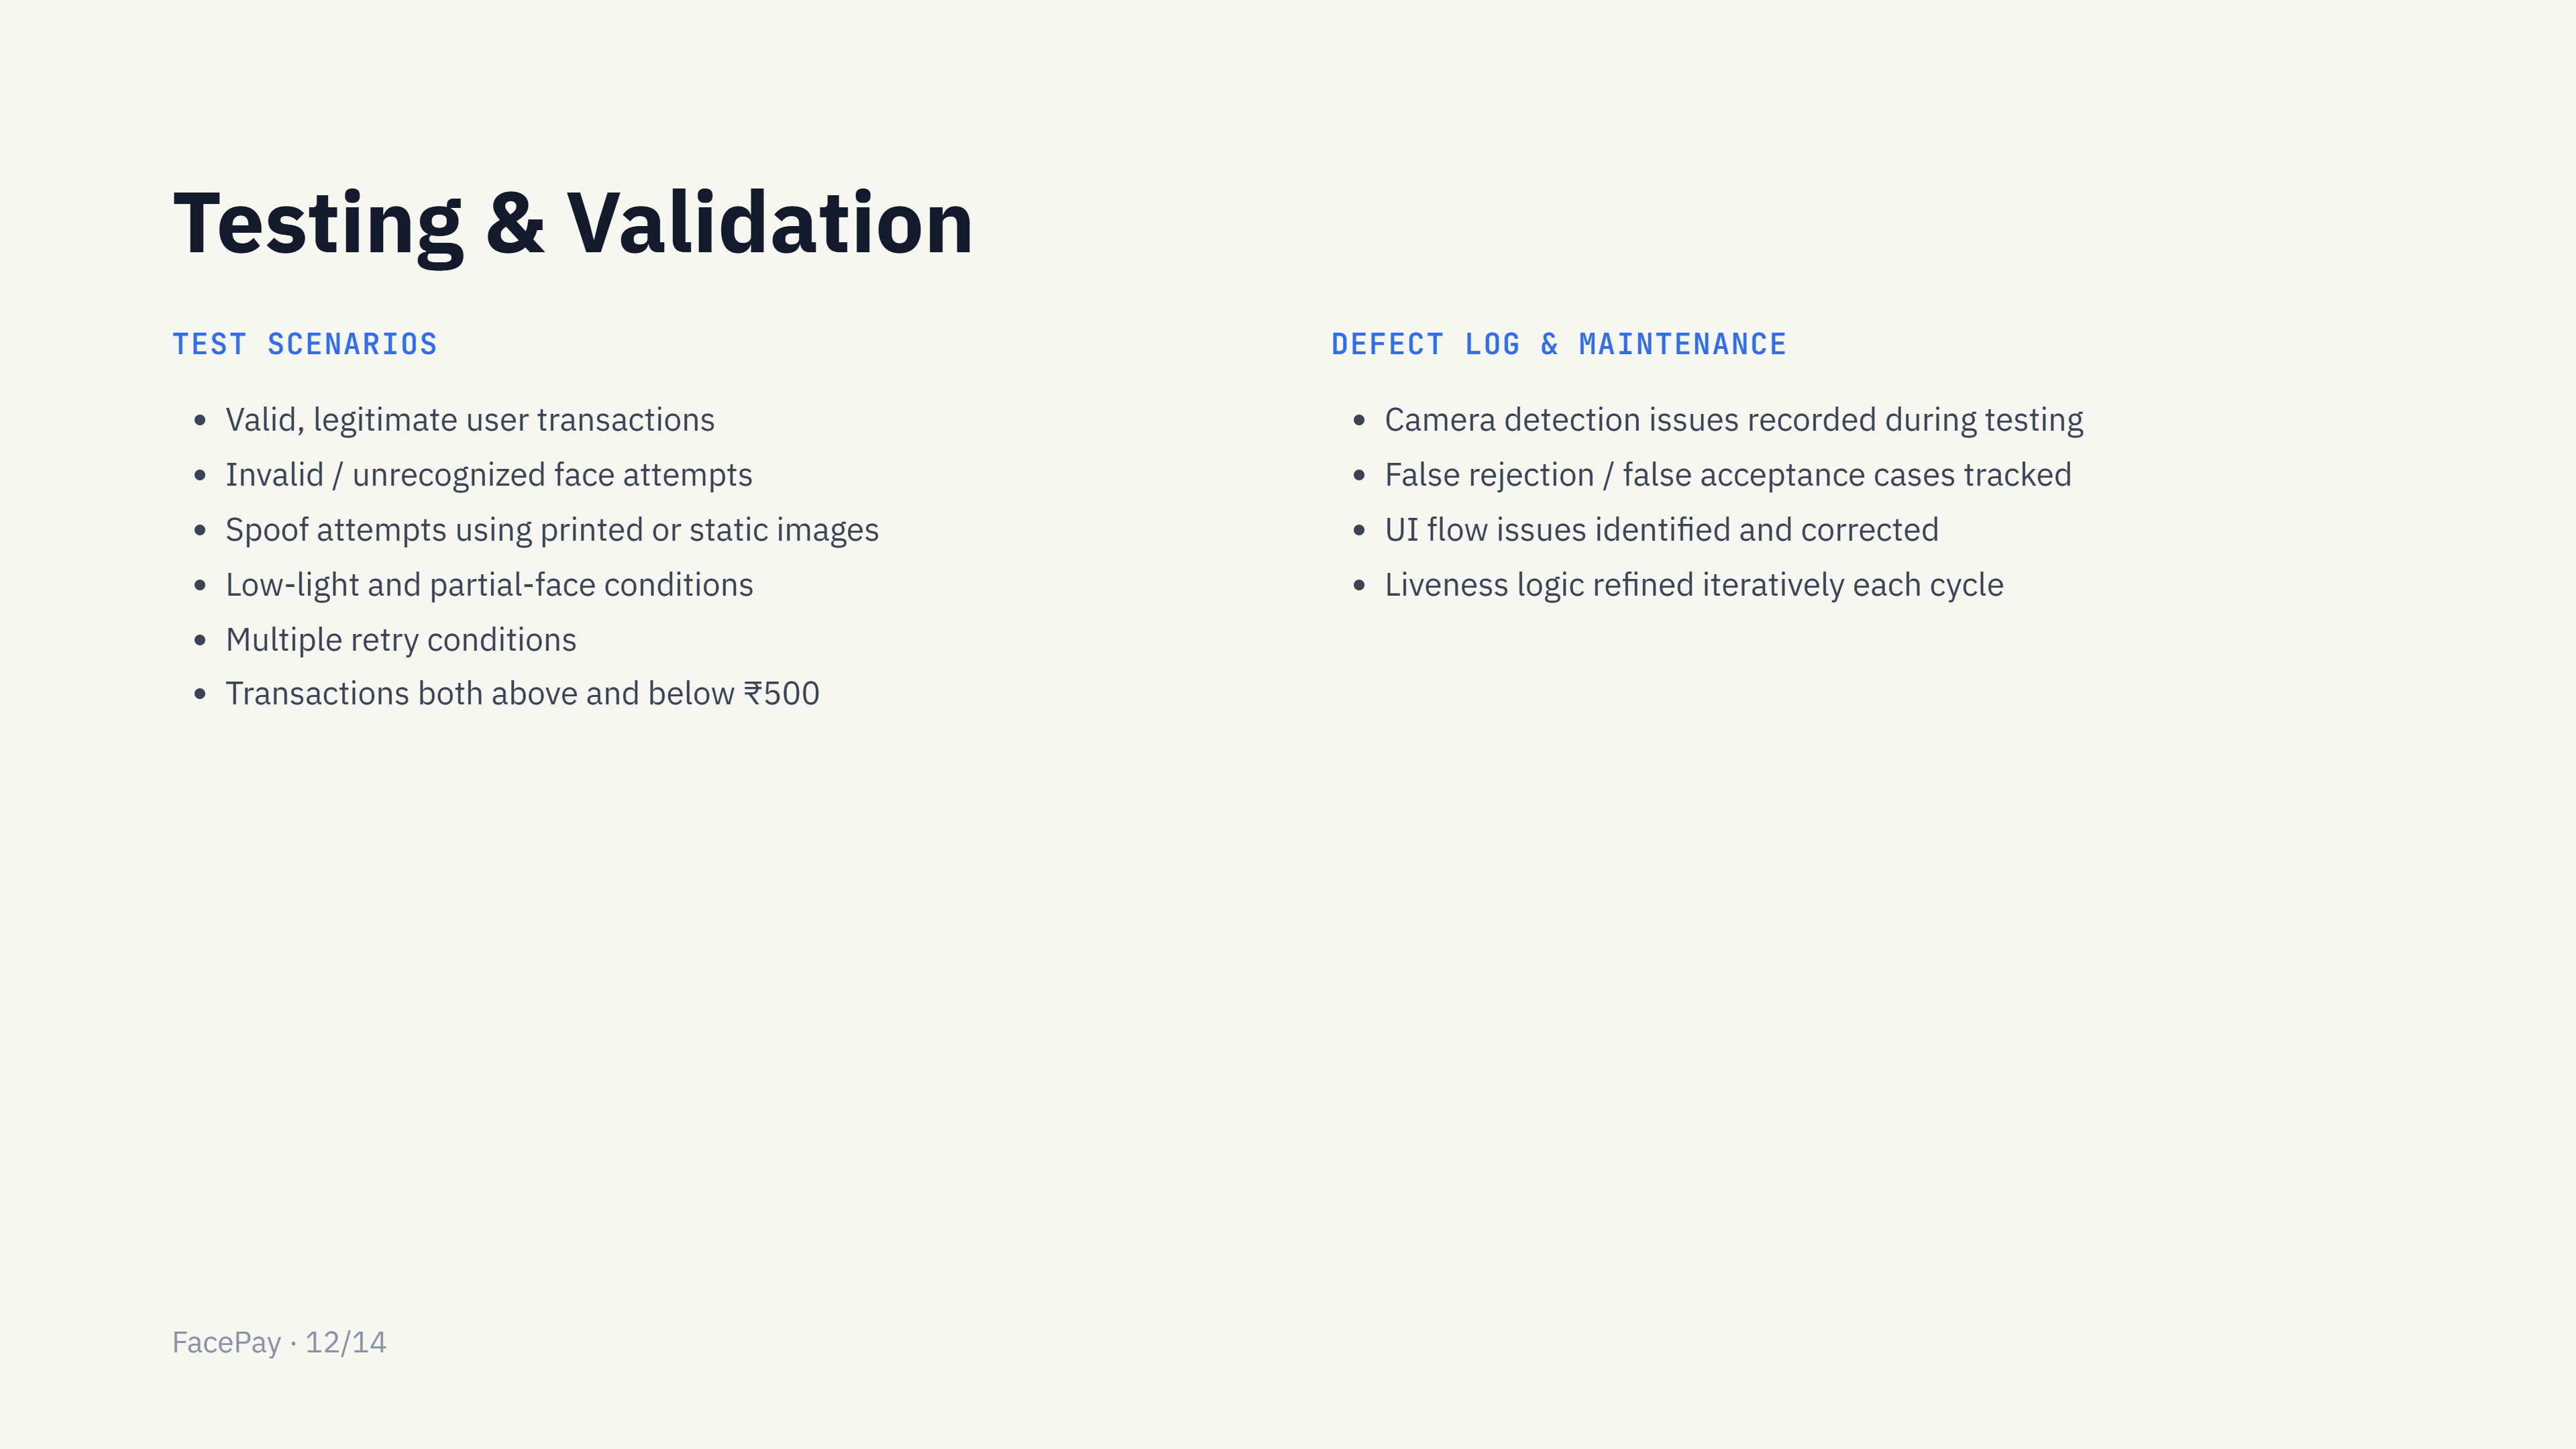 Testing & Validation
TEST SCENARIOS
• Valid, legitimate user transactions
• Invalid / unrecognized face attempts
• Spoof attempts using printed or static images
• Low-light and partial-face conditions
• Multiple retry conditions
• Transactions both above and below ₹500
DEFECT LOG & MAINTENANCE
• Camera detection issues recorded during testing
• False rejection / false acceptance cases tracked
• UI flow issues identified and corrected
• Liveness logic refined iteratively each cycle
FacePay · 12/14